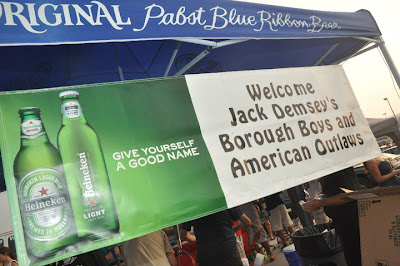 ORIGINAL Pabst Blue Ribbon Beer
Welcome
Jack Demsey's
Borough Boys and
American Outlaws
GIVE YOURSELF
A GOOD NAME
Heineken
Heineken
LIGHT